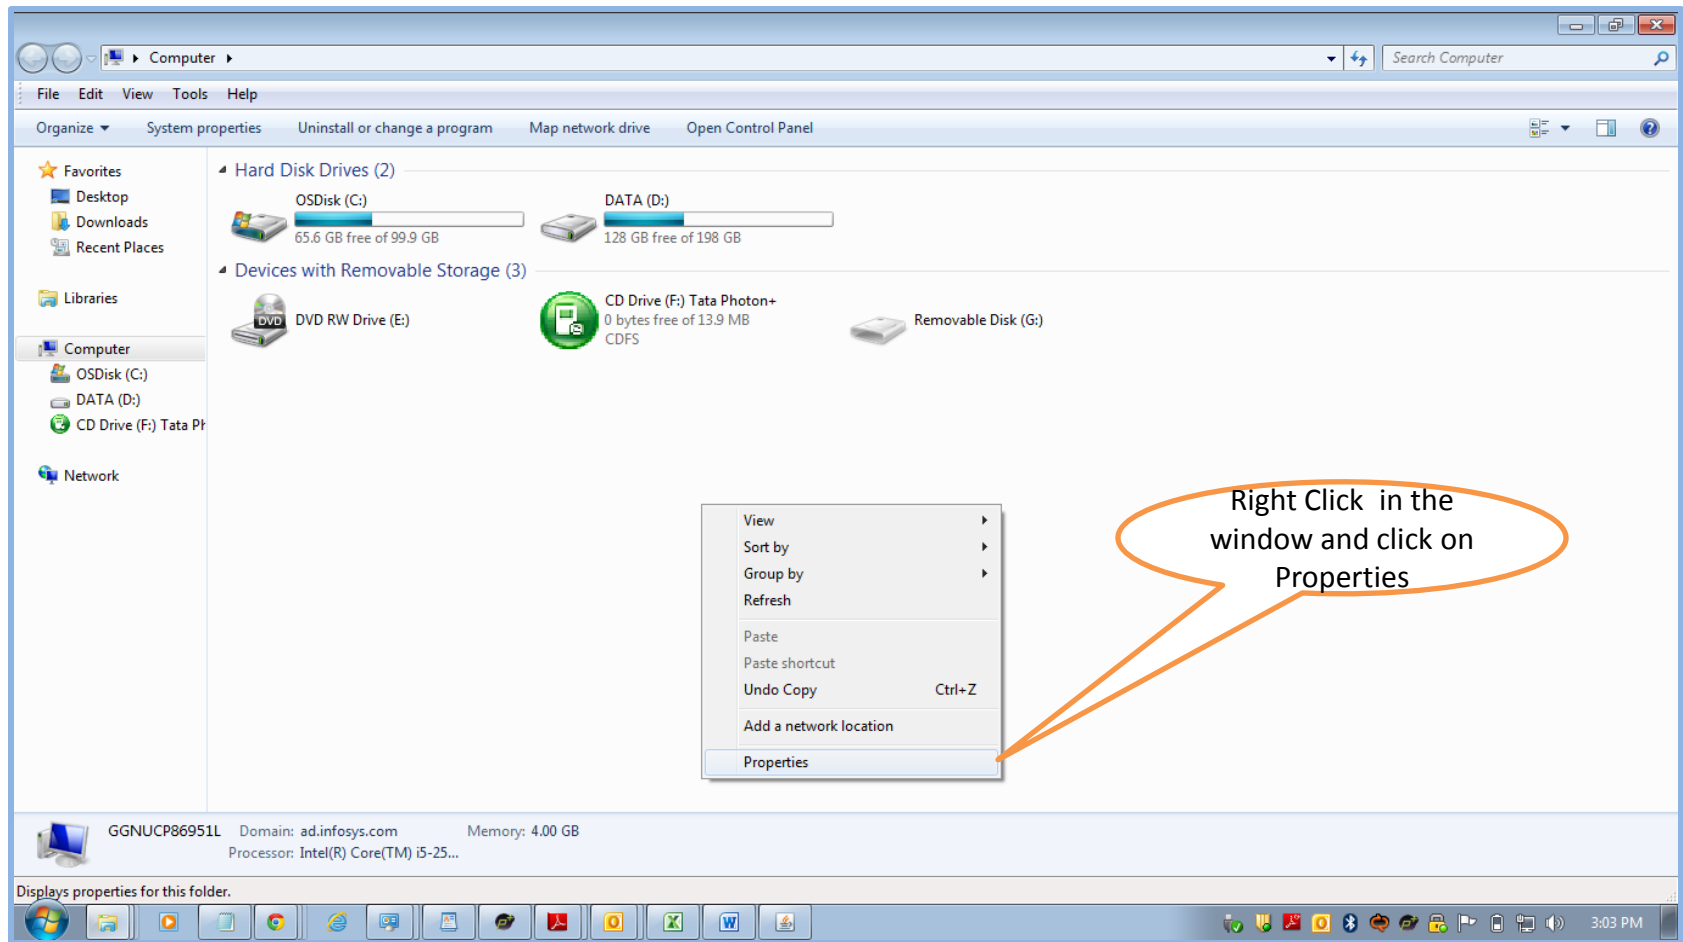 Computer
Search Computer
File Edit View Tools Help
Organize System properties Uninstall or change a program Map network drive Open Control Panel
Favorites
Desktop
Downloads
Recent Places
Libraries
Computer
OSDisk (C:)
DATA (D:)
CD Drive (F:) Tata Ph
Network
Hard Disk Drives (2)
OSDisk (C:)
65.6 GB free of 99.9 GB
DATA (D:)
128 GB free of 198 GB
Devices with Removable Storage (3)
DVD
DVD RW Drive (E:)
CD Drive (F:) Tata Photon+
0 bytes free of 13.9 MB
CDFS
Removable Disk (G:)
View
Sort by
Group by
Refresh
Paste
Paste shortcut
Undo Copy Ctrl+Z
Add a network location
Properties
Right Click in the
window and click on
Properties
GGNUCP86951L Domain: ad.infosys.com Memory: 4.00 GB
Processor: Intel(R) Core(TM) i5-25...
Displays properties for this folder.
3:03 PM